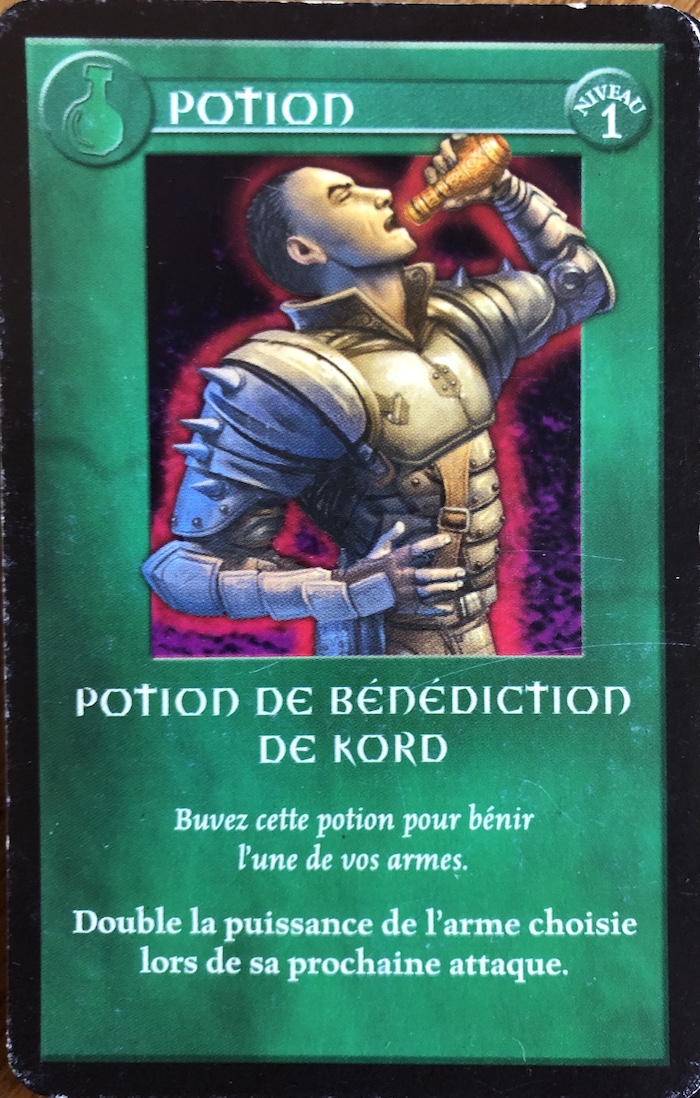 POTION
NIVEAU
1
POTION DE BÉNÉDICTION
DE KORD
Buvez cette potion pour bénir
l'une de vos armes.
Double la puissance de l'arme choisie
lors de sa prochaine attaque.